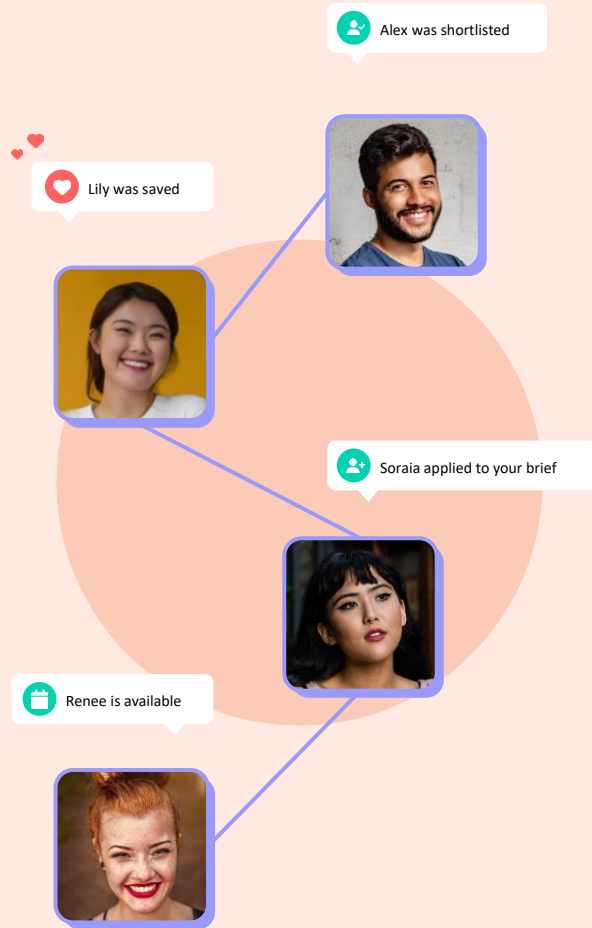 Alex was shortlisted
Lily was saved
Soraia applied to your brief
Renee is available